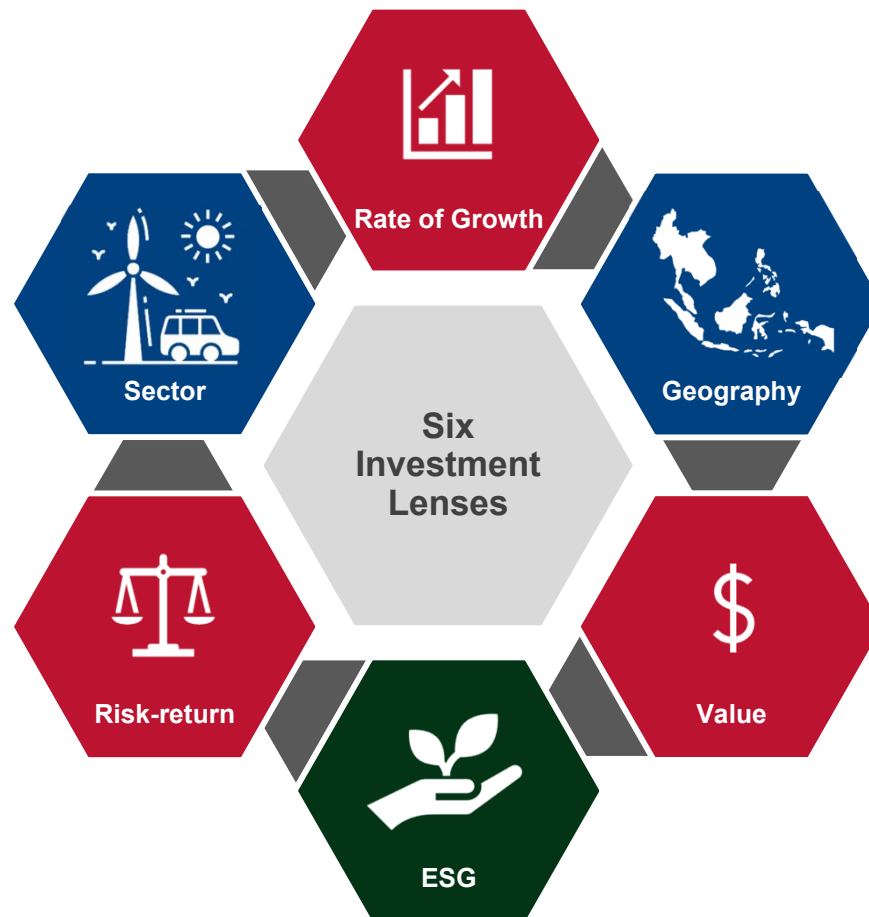 Rate of Growth
Sector
Geography
Six
Investment
Lenses
Risk-return
$
Value
ESG